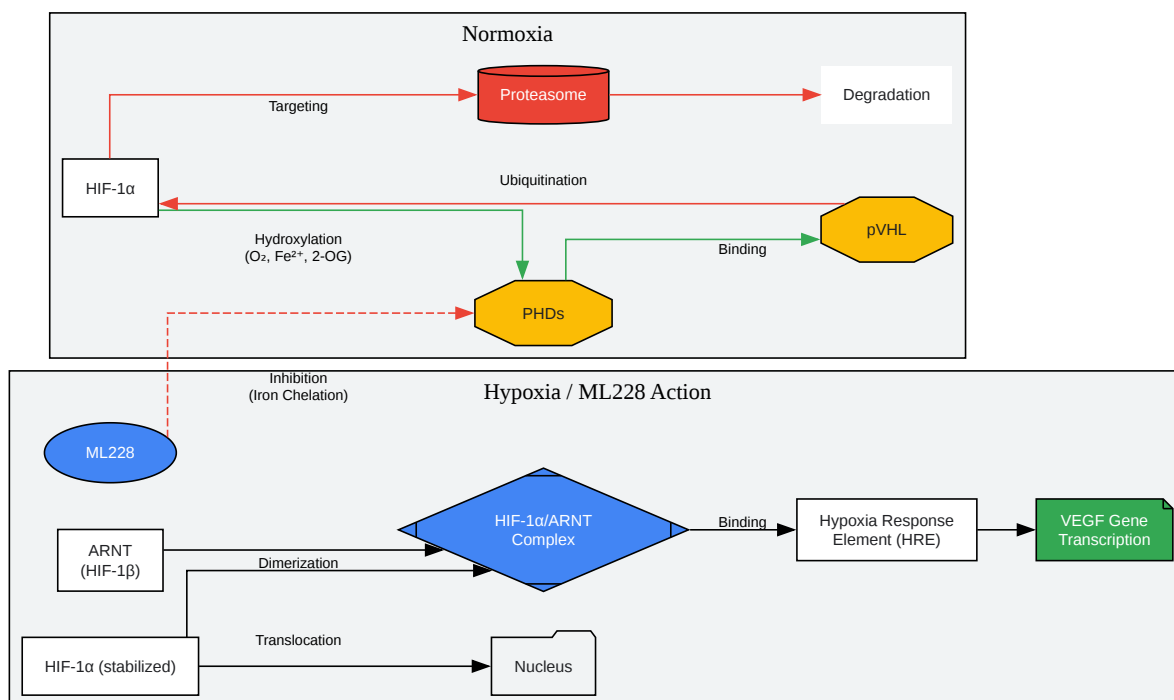 Normoxia
Proteasome
Degradation
Targeting
HIF-1α
Ubiquitination
pVHL
Hydroxylation
(O₂, Fe²⁺, 2-OG)
Binding
PHDs
Inhibition
(Iron Chelation)
Hypoxia / ML228 Action
ML228
HIF-1α/ARNT
Complex
Binding
Hypoxia Response
Element (HRE)
VEGF Gene
Transcription
ARNT
(HIF-1β)
Dimerization
Translocation
HIF-1α (stabilized)
Nucleus